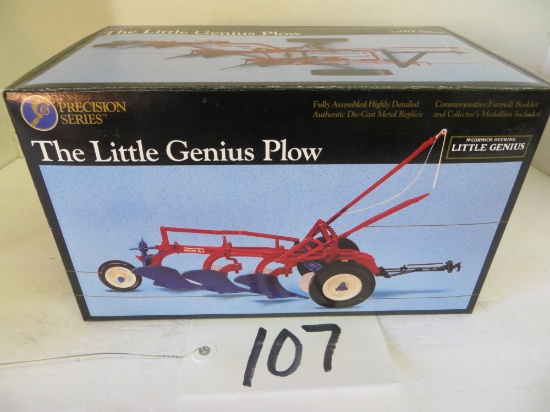 The Little Genius Plow
PRECISION
SERIES™
Fully Assembled Highly Detailed
Authentic Die-Cast Metal Replica
Commemorative Farmall Booklet
and Collector's Medallion Included
The Little Genius Plow
McCORMICK-DEERING
LITTLE GENIUS
107